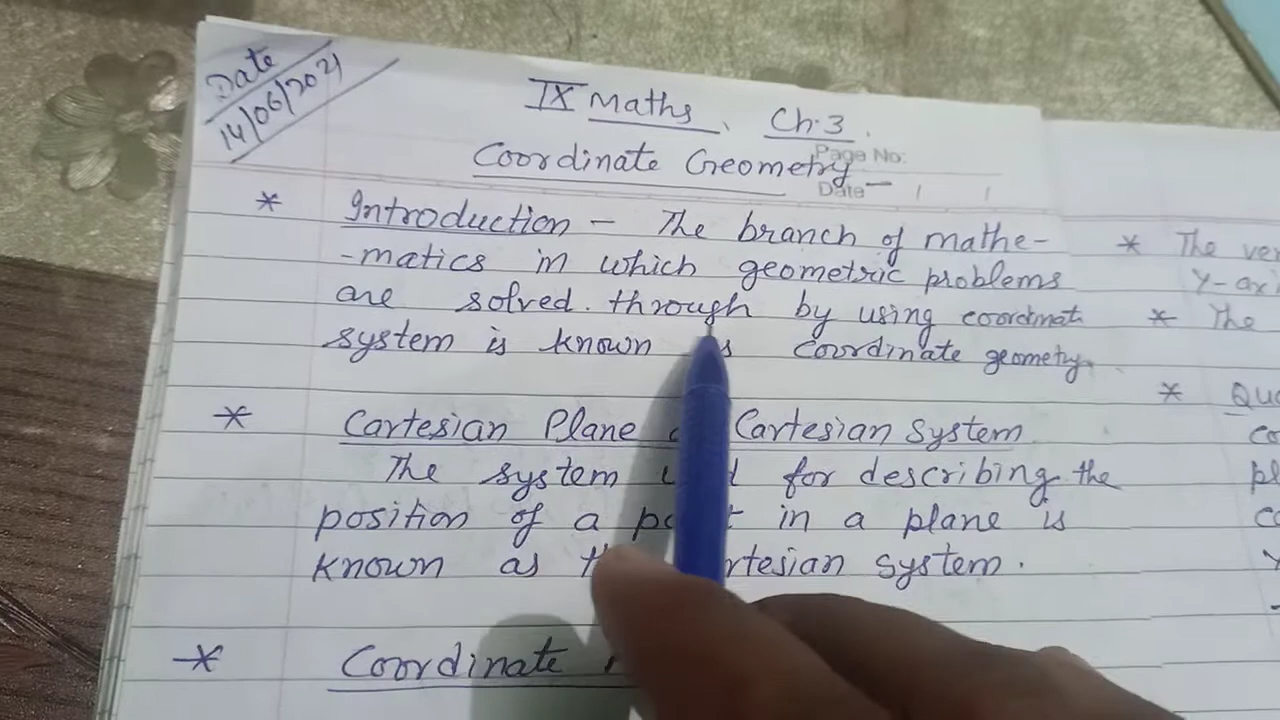 Date
14/06/2021
IX Maths, Ch.3.
Page No:
Coordinate Geometry —
Date
* Introduction – The branch of mathe-
-matics in which geometric problems
are solved. through by using coordinate
system is known coordinate geometry.
* Cartesian Plane Cartesian System
The system for describing the
position of a in a plane is
known as system.
* Coordinate
* The
Y-axi
* The
*